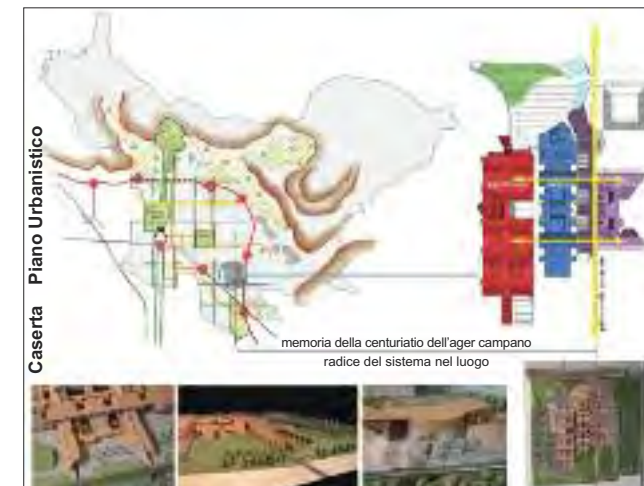 Caserta Piano Urbanistico
memoria della centuriatio dell'ager campano
radice del sistema nel luogo